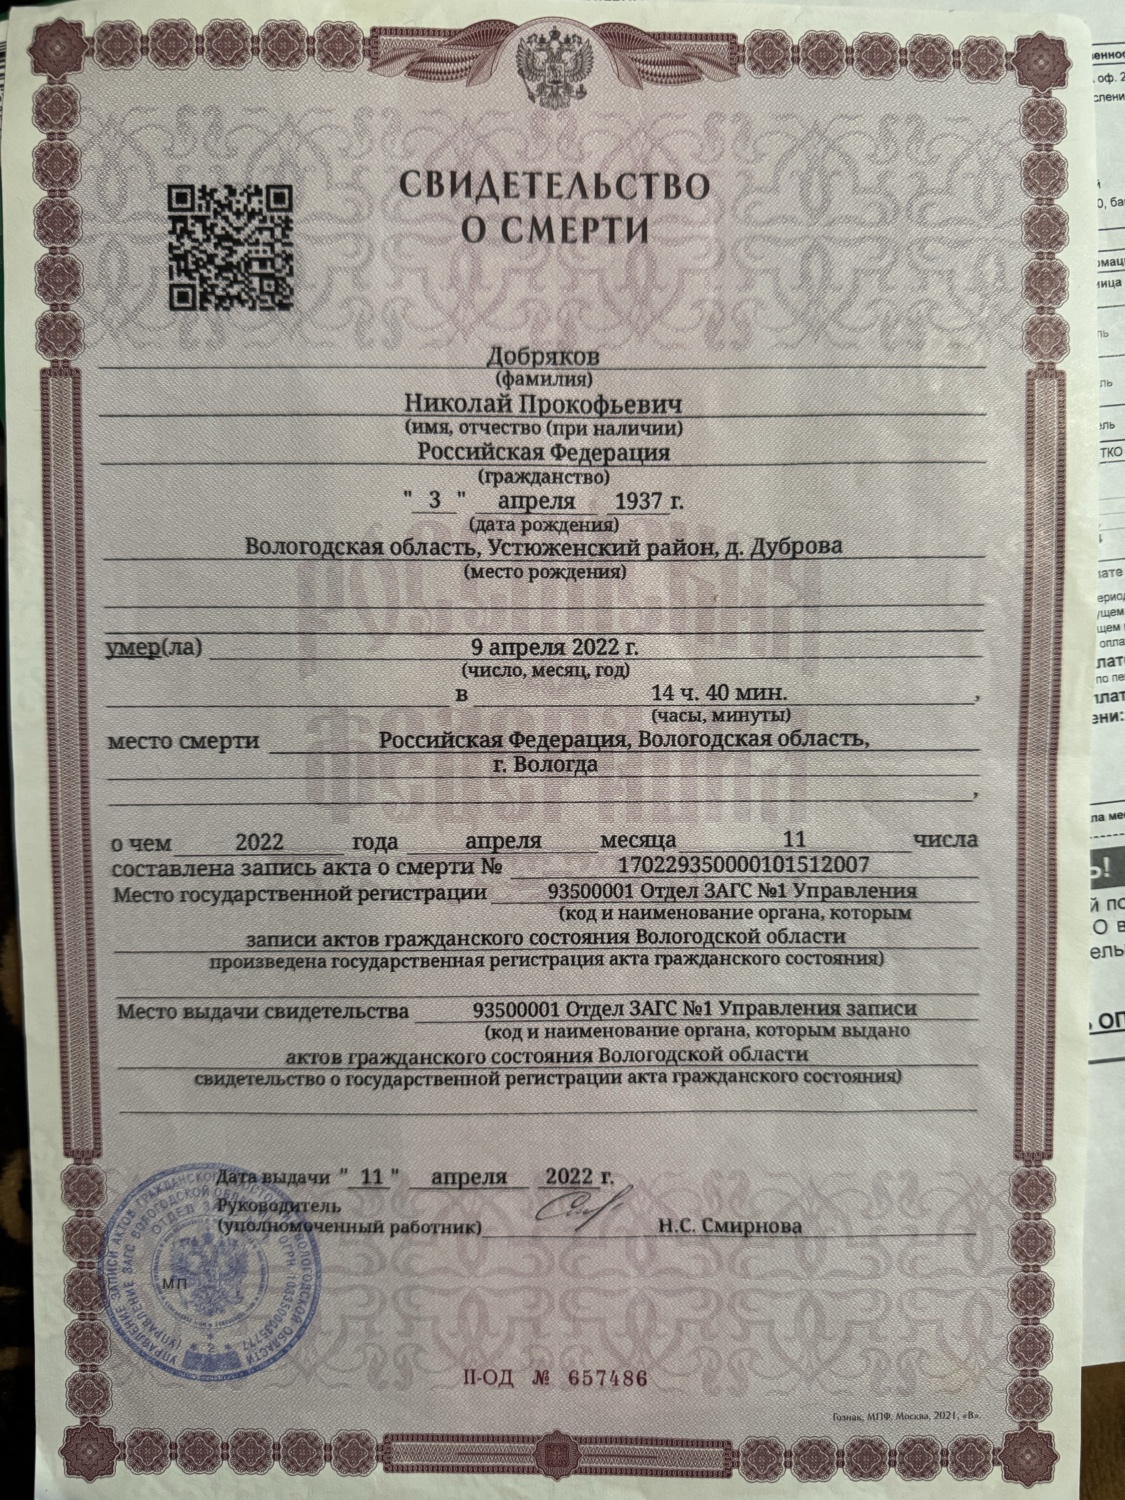 СВИДЕТЕЛЬСТВО
О СМЕРТИ
Добряков
(фамилия)
Николай Прокофьевич
(имя, отчество (при наличии)
Российская Федерация
(гражданство)
" 3 " апреля 1937 г.
(дата рождения)
Вологодская область, Устюженский район, д. Дуброва
(место рождения)
умер(ла) 9 апреля 2022 г.
(число, месяц, год)
в 14 ч. 40 мин. ,
(часы, минуты)
место смерти Российская Федерация, Вологодская область,
г. Вологда
,
о чем 2022 года апреля месяца 11 числа
составлена запись акта о смерти № 170229350000101512007
Место государственной регистрации 93500001 Отдел ЗАГС №1 Управления
(код и наименование органа, которым
записи актов гражданского состояния Вологодской области
произведена государственная регистрация акта гражданского состояния)
Место выдачи свидетельства 93500001 Отдел ЗАГС №1 Управления записи
(код и наименование органа, которым выдано
актов гражданского состояния Вологодской области
свидетельство о государственной регистрации акта гражданского состояния)
Дата выдачи " 11 " апреля 2022 г.
Руководитель
(уполномоченный работник) Н.С. Смирнова
МП
II-ОД № 657486
Гознак, МПФ, Москва, 2021, «В».